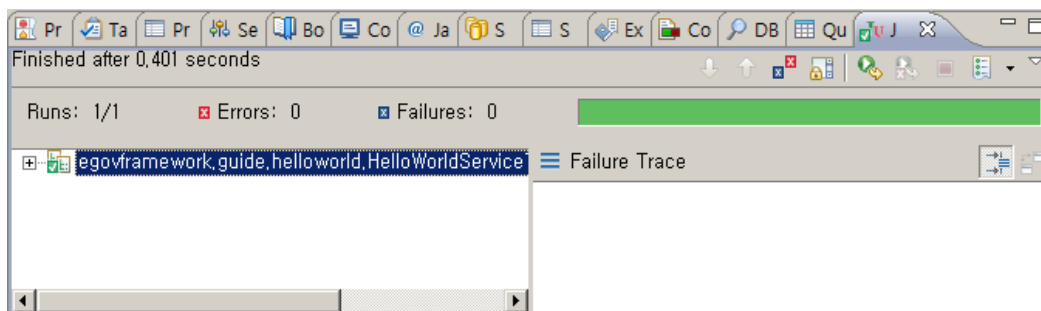 Pr Ta Pr Se Bo Co Ja S S Ex Co DB Qu J
Finished after 0,401 seconds
Runs: 1/1 Errors: 0 Failures: 0
egovframework,guide,helloworld,HelloWorldService
Failure Trace